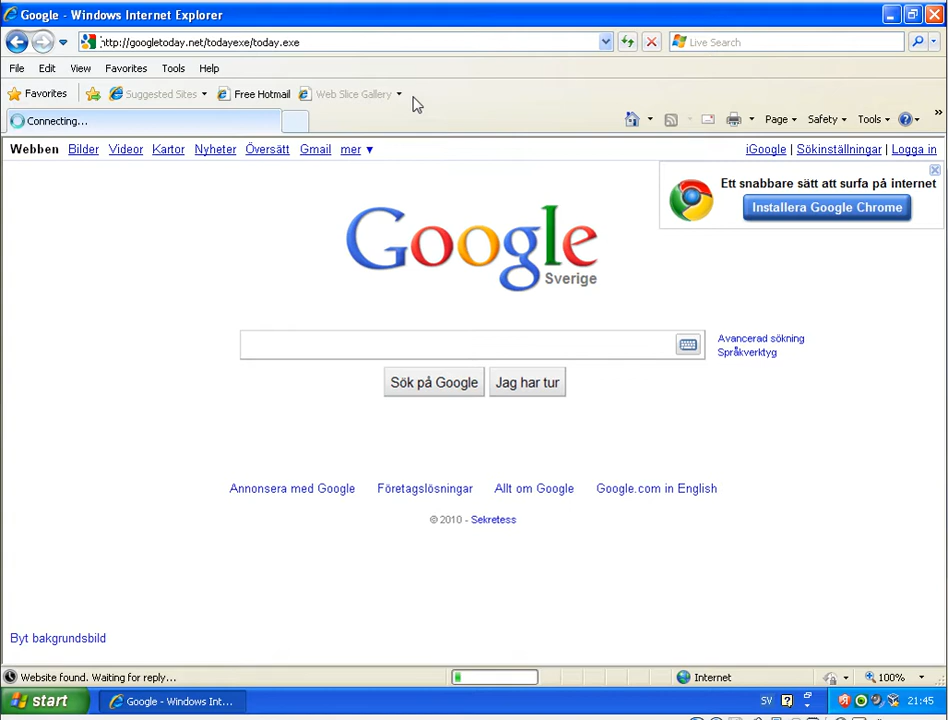 Google - Windows Internet Explorer
http://googletoday.net/todayexe/today.exe
Live Search
File Edit View Favorites Tools Help
Favorites Suggested Sites Free Hotmail Web Slice Gallery
Connecting...
Page Safety Tools »
Webben Bilder Videor Kartor Nyheter Översätt Gmail mer ▼
iGoogle | Sökinställningar | Logga in
Ett snabbare sätt att surfa på internet
Installera Google Chrome
Google
Sverige
Avancerad sökning
Språkverktyg
Sök på Google Jag har tur
Annonsera med Google Företagslösningar Allt om Google Google.com in English
© 2010 - Sekretess
Byt bakgrundsbild
Website found. Waiting for reply... Internet 100%
start Google - Windows Int... SV 21:45